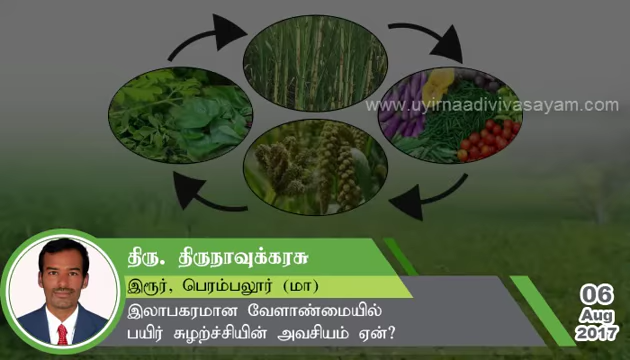 www.uyirnaadivivasayam.com
திரு. திருநாவுக்கரசு
இரூர், பெரம்பலூர் (மா)
இலாபகரமான வேளாண்மையில்
பயிர் சுழற்ச்சியின் அவசியம் ஏன்?
06
Aug
2017